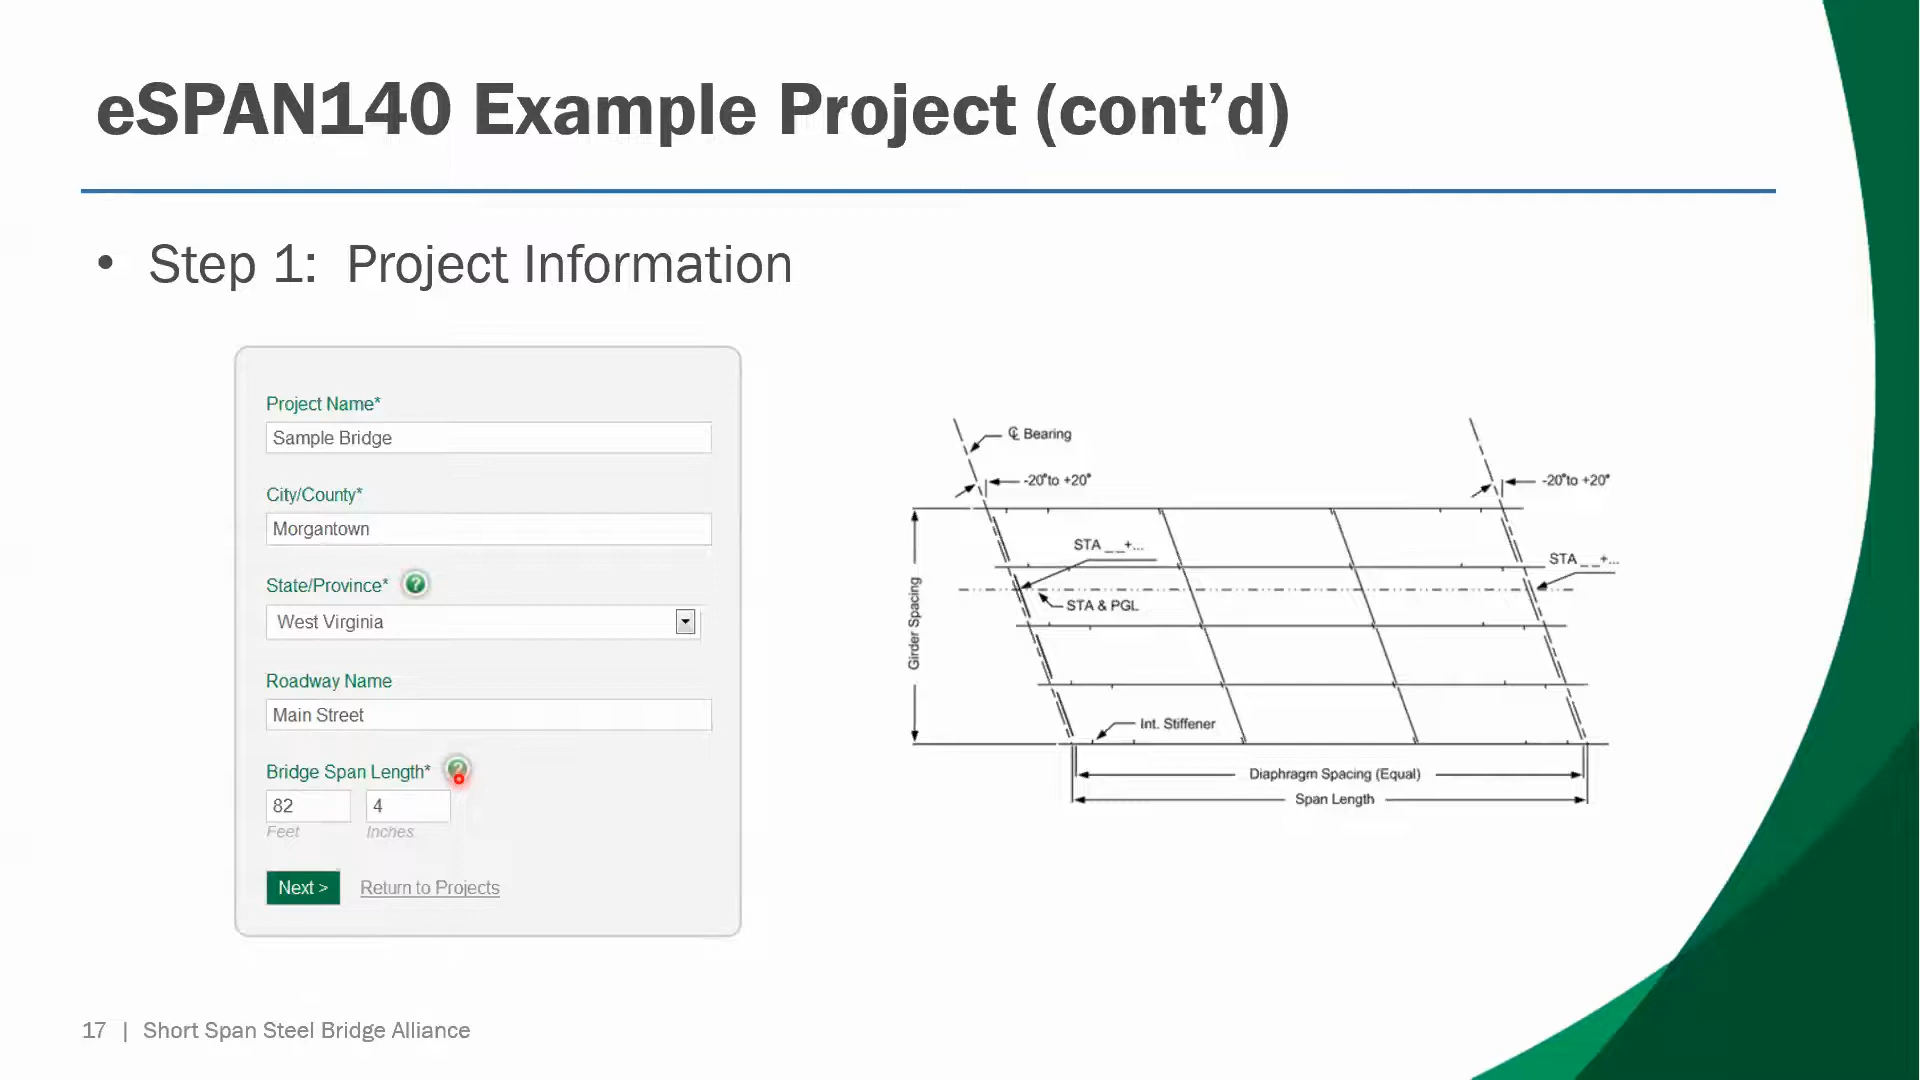 eSPAN140 Example Project (cont’d)
• Step 1: Project Information
Project Name*
Sample Bridge
City/County*
Morgantown
State/Province* ?
West Virginia
Roadway Name
Main Street
Bridge Span Length* ?
82 4
Feet Inches
Next > Return to Projects
℄ Bearing
-20°to +20°
-20°to +20°
STA __+...
STA __+...
STA & PGL
Girder Spacing
Int. Stiffener
Diaphragm Spacing (Equal)
Span Length
17 | Short Span Steel Bridge Alliance